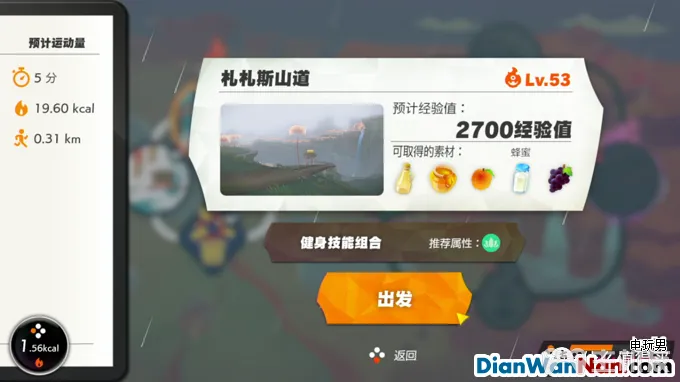 预计运动量
5 分
19.60 kcal
0.31 km
札札斯山道
Lv.53
预计经验值：
2700经验值
可取得的素材：
蜂蜜
健身技能组合
推荐属性：
出发
返回
1.56kcal
电玩男
DianWanNan.com